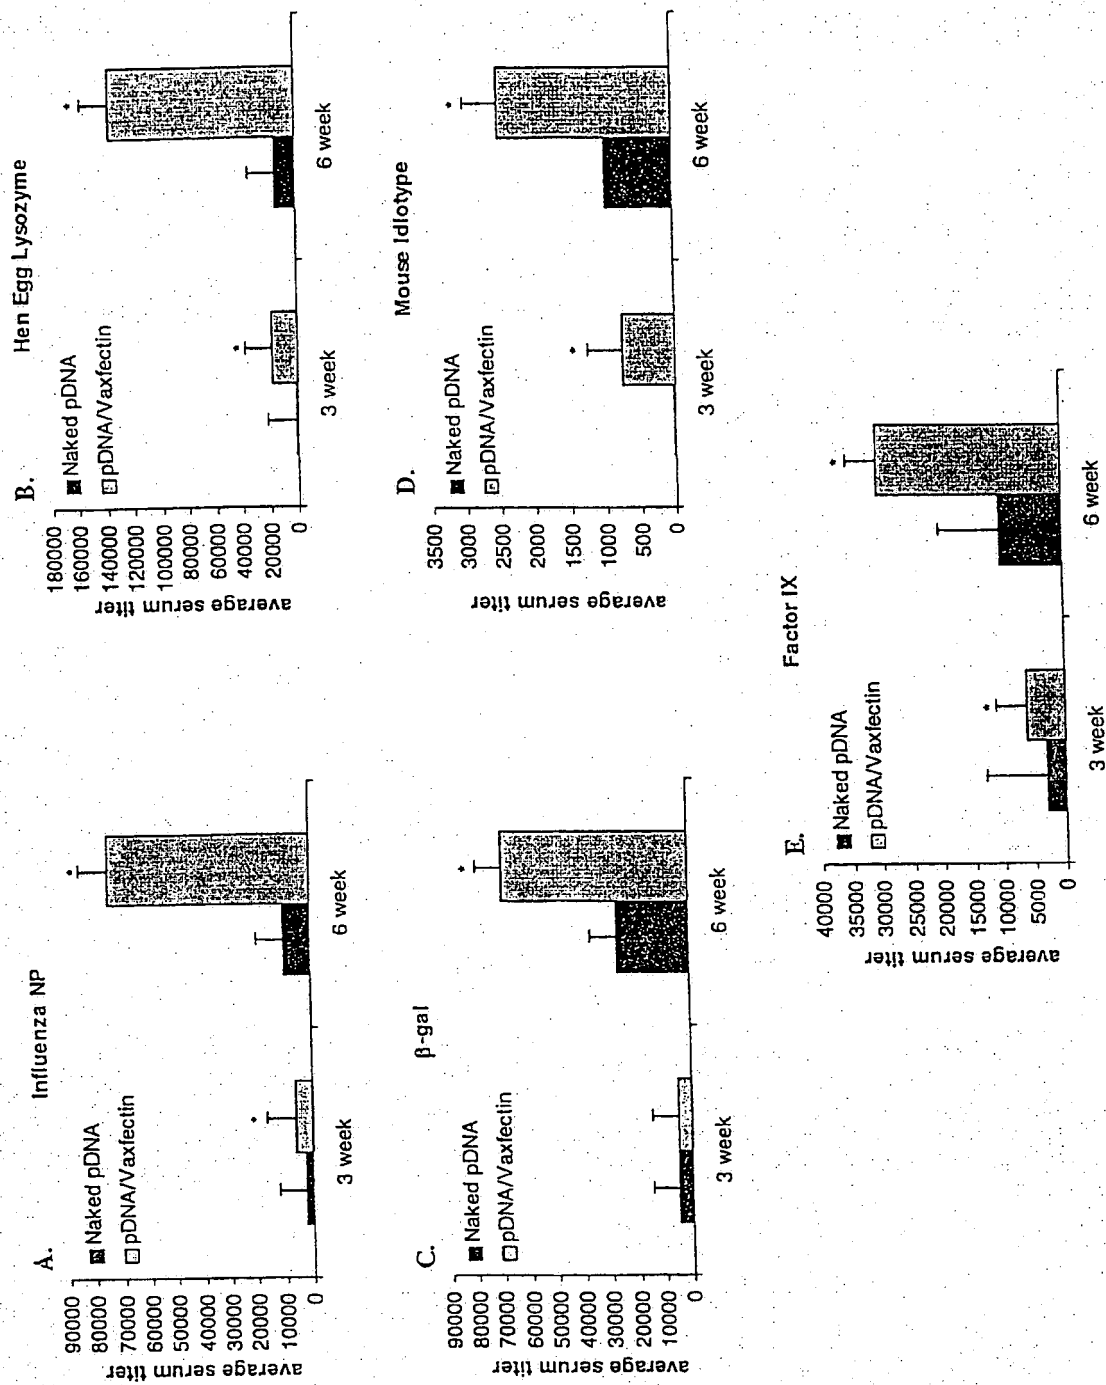 A.
Influenza NP
Naked pDNA
pDNA/Vaxfectin
average serum titer
90000
80000
70000
60000
50000
40000
30000
20000
10000
0
*
*
3 week
6 week
B.
Hen Egg Lysozyme
Naked pDNA
pDNA/Vaxfectin
average serum titer
180000
160000
140000
120000
100000
80000
60000
40000
20000
0
*
*
3 week
6 week
C.
β-gal
Naked pDNA
pDNA/Vaxfectin
average serum titer
90000
80000
70000
60000
50000
40000
30000
20000
10000
0
*
3 week
6 week
D.
Mouse Idiotype
Naked pDNA
pDNA/Vaxfectin
average serum titer
3500
3000
2500
2000
1500
1000
500
0
*
*
3 week
6 week
E.
Factor IX
Naked pDNA
pDNA/Vaxfectin
average serum titer
40000
35000
30000
25000
20000
15000
10000
5000
0
*
*
3 week
6 week